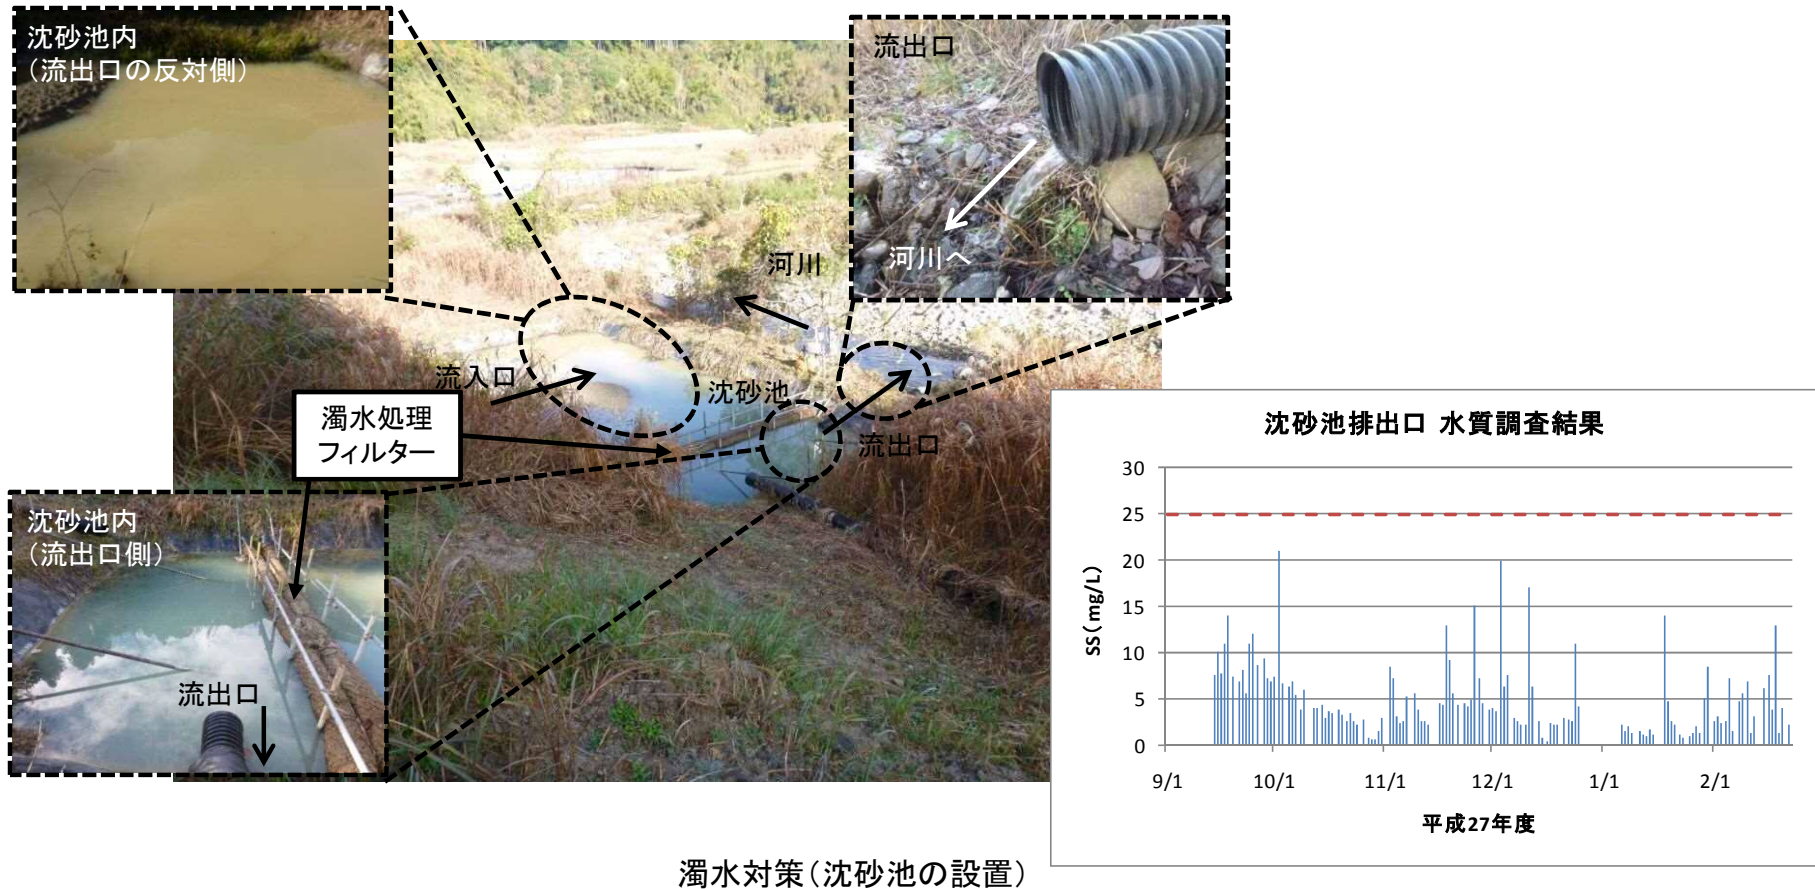 沈砂池内
(流出口の反対側)
流出口
河川へ
河川
流入口
沈砂池
流出口
濁水処理
フィルター
沈砂池内
(流出口側)
流出口
沈砂池排出口 水質調査結果
30
25
20
15
10
5
0
SS(mg/L)
9/1 10/1 11/1 12/1 1/1 2/1
平成27年度
濁水対策(沈砂池の設置)